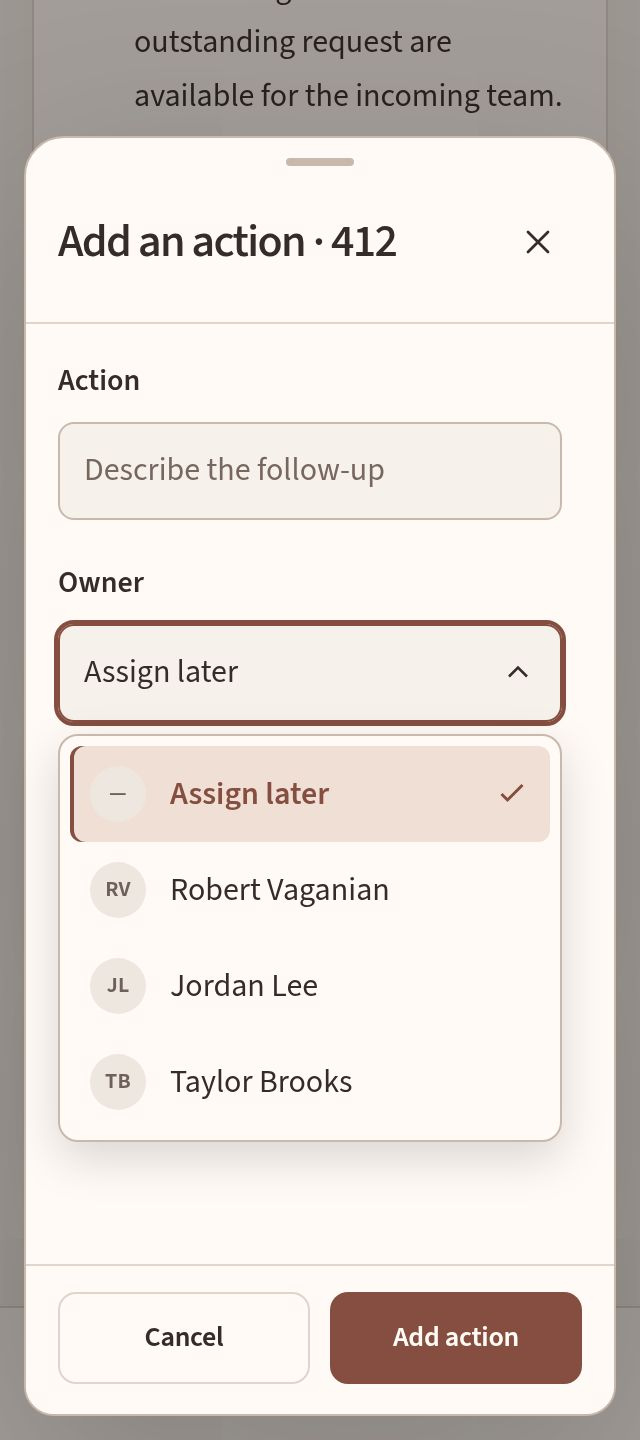 outstanding request are
available for the incoming team.
Add an action · 412
Action
Describe the follow-up
Owner
Assign later
– Assign later
RV Robert Vaganian
JL Jordan Lee
TB Taylor Brooks
Cancel
Add action